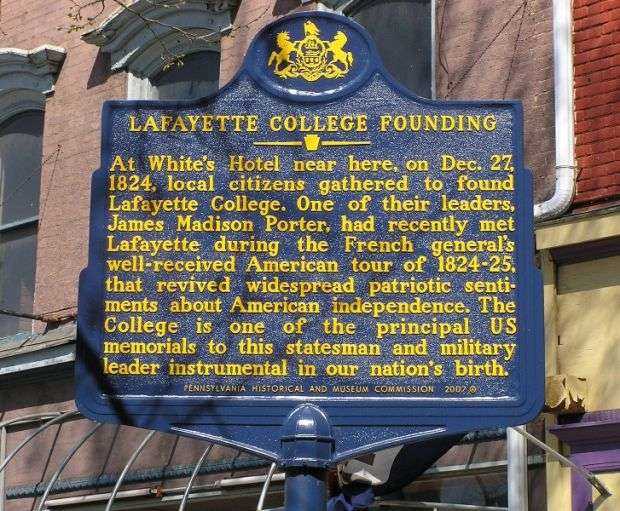 LAFAYETTE COLLEGE FOUNDING
At White's Hotel near here, on Dec. 27,
1824, local citizens gathered to found
Lafayette College. One of their leaders,
James Madison Porter, had recently met
Lafayette during the French general's
well-received American tour of 1824-25,
that revived widespread patriotic senti-
ments about American independence. The
College is one of the principal US
memorials to this statesman and military
leader instrumental in our nation's birth.
PENNSYLVANIA HISTORICAL AND MUSEUM COMMISSION 2007 ©